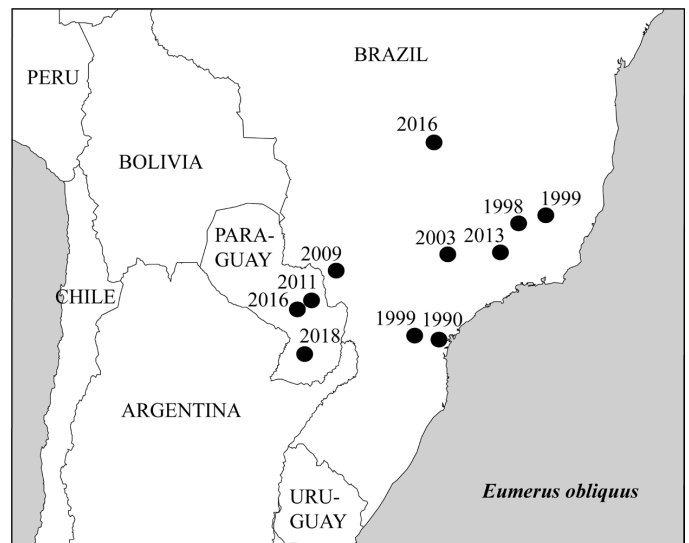 BRAZIL
PERU
2016
BOLIVIA
1998
1999
PARA-
GUAY
2003
2013
2009
2011
2016
CHILE
1999
1990
2018
ARGENTINA
Eumerus obliquus
URU-
GUAY